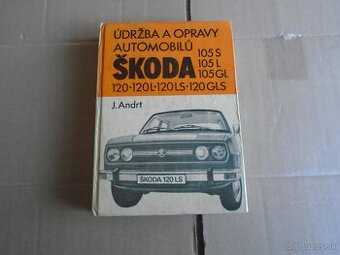 ÚDRŽBA A OPRAVY
AUTOMOBILŮ
ŠKODA
105 S
105 L
105 GL
120·120 L·120 LS·120 GLS
J. Andrt
ŠKODA 120 LS